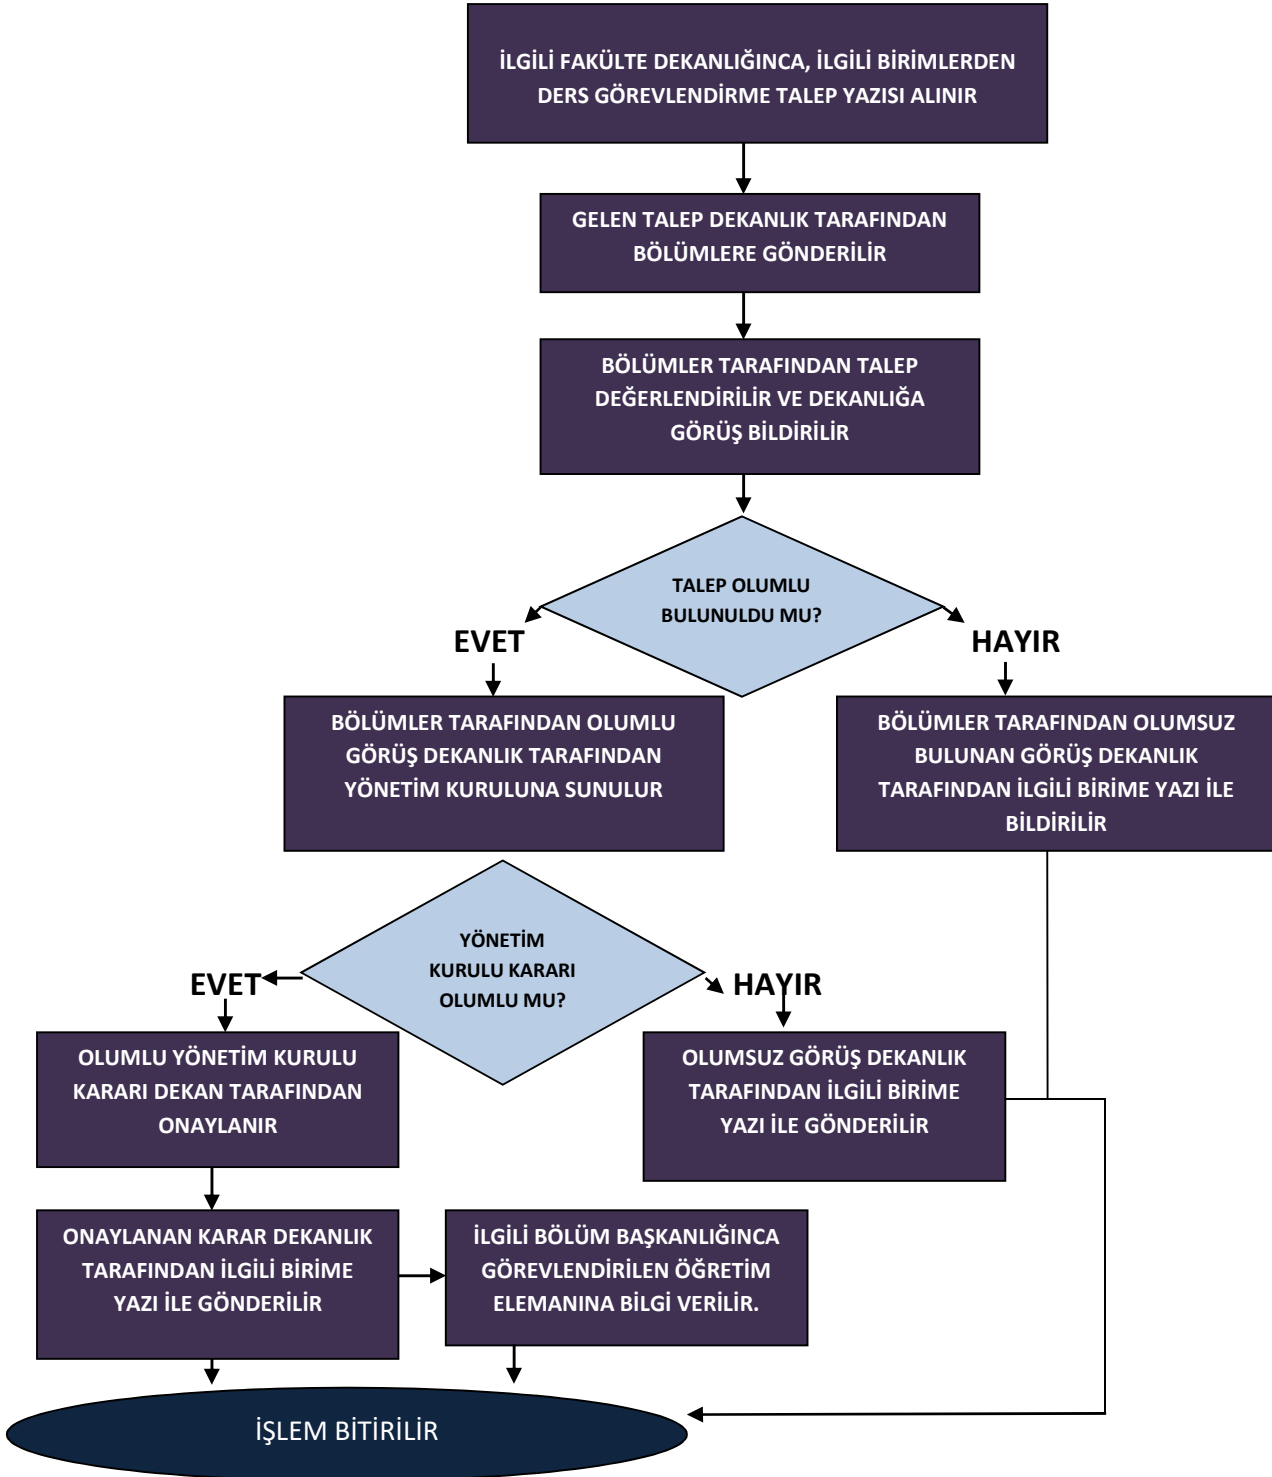 İLGİLİ FAKÜLTE DEKANLIĞINCA, İLGİLİ BİRİMLERDEN
DERS GÖREVLENDİRME TALEP YAZISI ALINIR
GELEN TALEP DEKANLIK TARAFINDAN
BÖLÜMLERE GÖNDERİLİR
BÖLÜMLER TARAFINDAN TALEP
DEĞERLENDİRİLİR VE DEKANLIĞA
GÖRÜŞ BİLDİRİLİR
TALEP OLUMLU
BULUNULDU MU?
EVET
HAYIR
BÖLÜMLER TARAFINDAN OLUMLU
GÖRÜŞ DEKANLIK TARAFINDAN
YÖNETİM KURULUNA SUNULUR
BÖLÜMLER TARAFINDAN OLUMSUZ
BULUNAN GÖRÜŞ DEKANLIK
TARAFINDAN İLGİLİ BİRİME YAZI İLE
BİLDİRİLİR
YÖNETİM
KURULU KARARI
OLUMLU MU?
EVET
HAYIR
OLUMLU YÖNETİM KURULU
KARARI DEKAN TARAFINDAN
ONAYLANIR
OLUMSUZ GÖRÜŞ DEKANLIK
TARAFINDAN İLGİLİ BİRİME
YAZI İLE GÖNDERİLİR
ONAYLANAN KARAR DEKANLIK
TARAFINDAN İLGİLİ BİRİME
YAZI İLE GÖNDERİLİR
İLGİLİ BÖLÜM BAŞKANLIĞINCA
GÖREVLENDİRİLEN ÖĞRETİM
ELEMANINA BİLGİ VERİLİR.
İŞLEM BİTİRİLİR